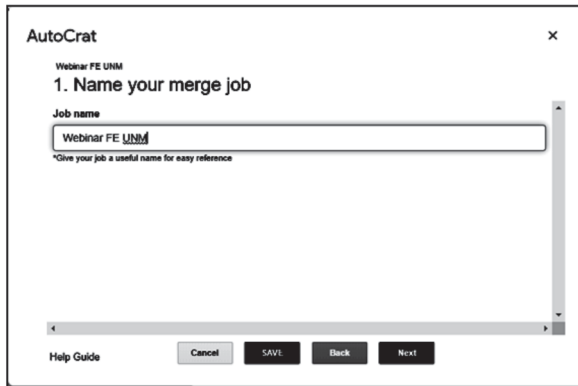 AutoCrat
×
Webinar FE UNM
1. Name your merge job
Job name
Webinar FE UNM
*Give your job a useful name for easy reference
Help Guide
Cancel
SAVE
Back
Next